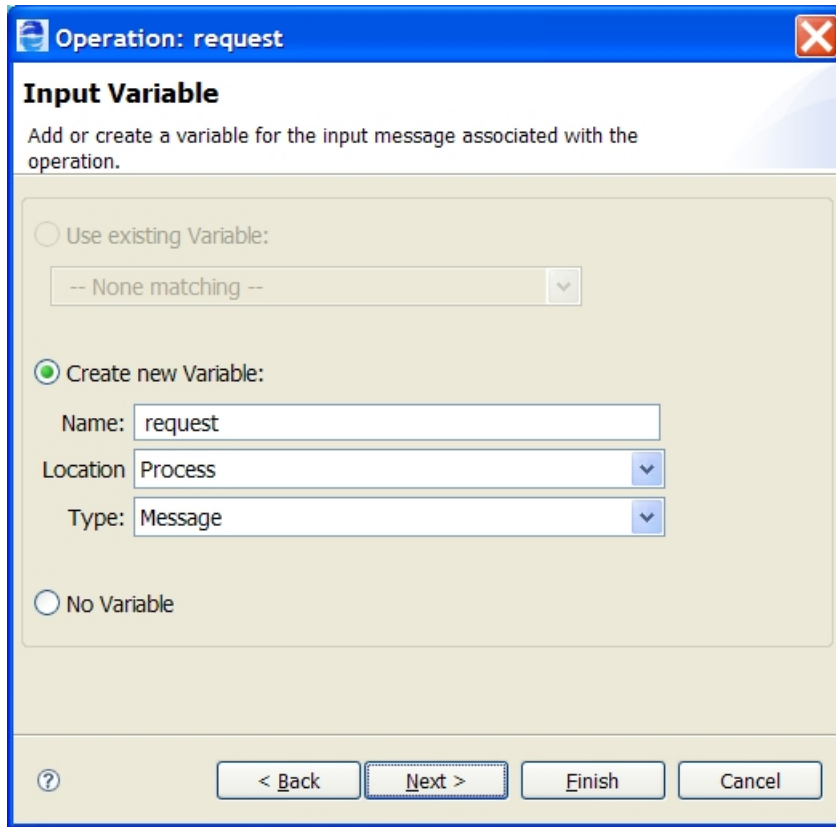 Operation: request
Input Variable
Add or create a variable for the input message associated with the
operation.
Use existing Variable:
-- None matching --
Create new Variable:
Name: request
Location Process
Type: Message
No Variable
? < Back Next > Finish Cancel